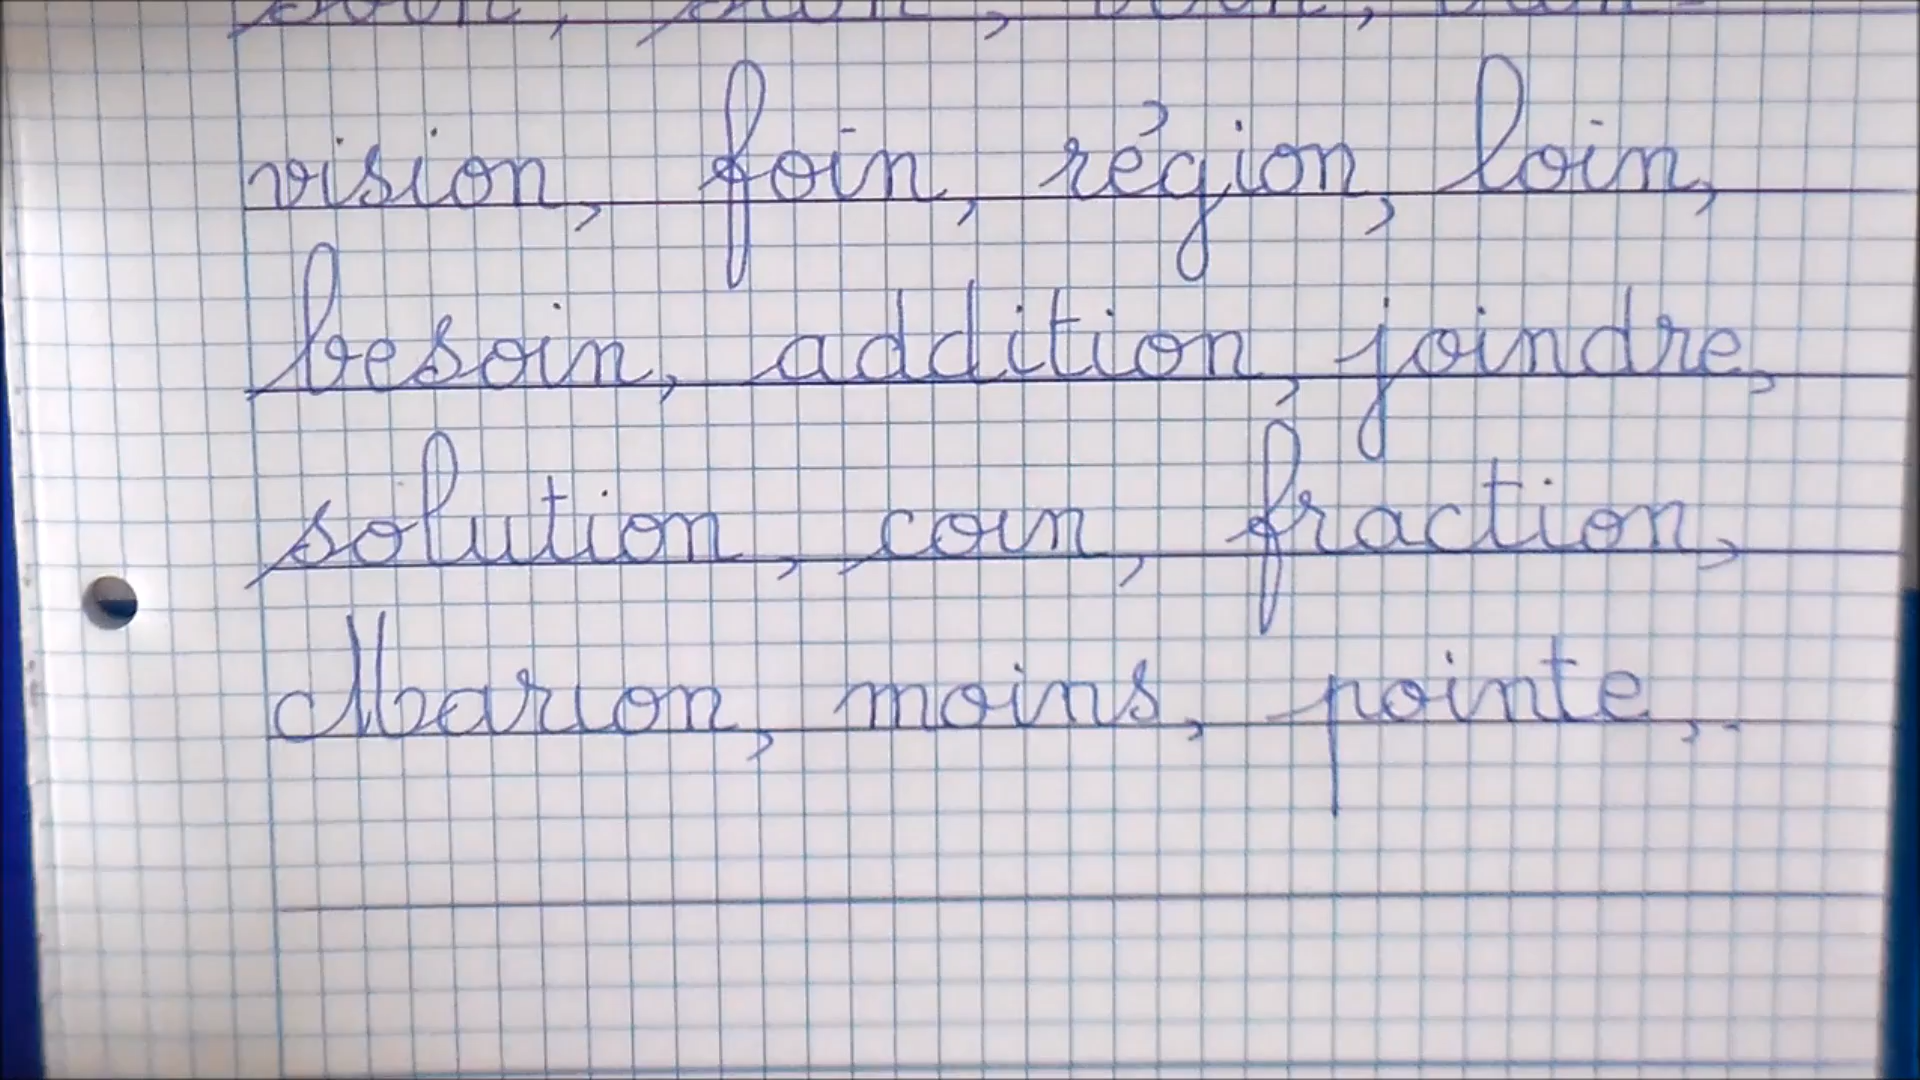 vision, foin, région, loin,
besoin, addition, joindre,
solution, coin, fraction,
Marion, moins, pointe,.